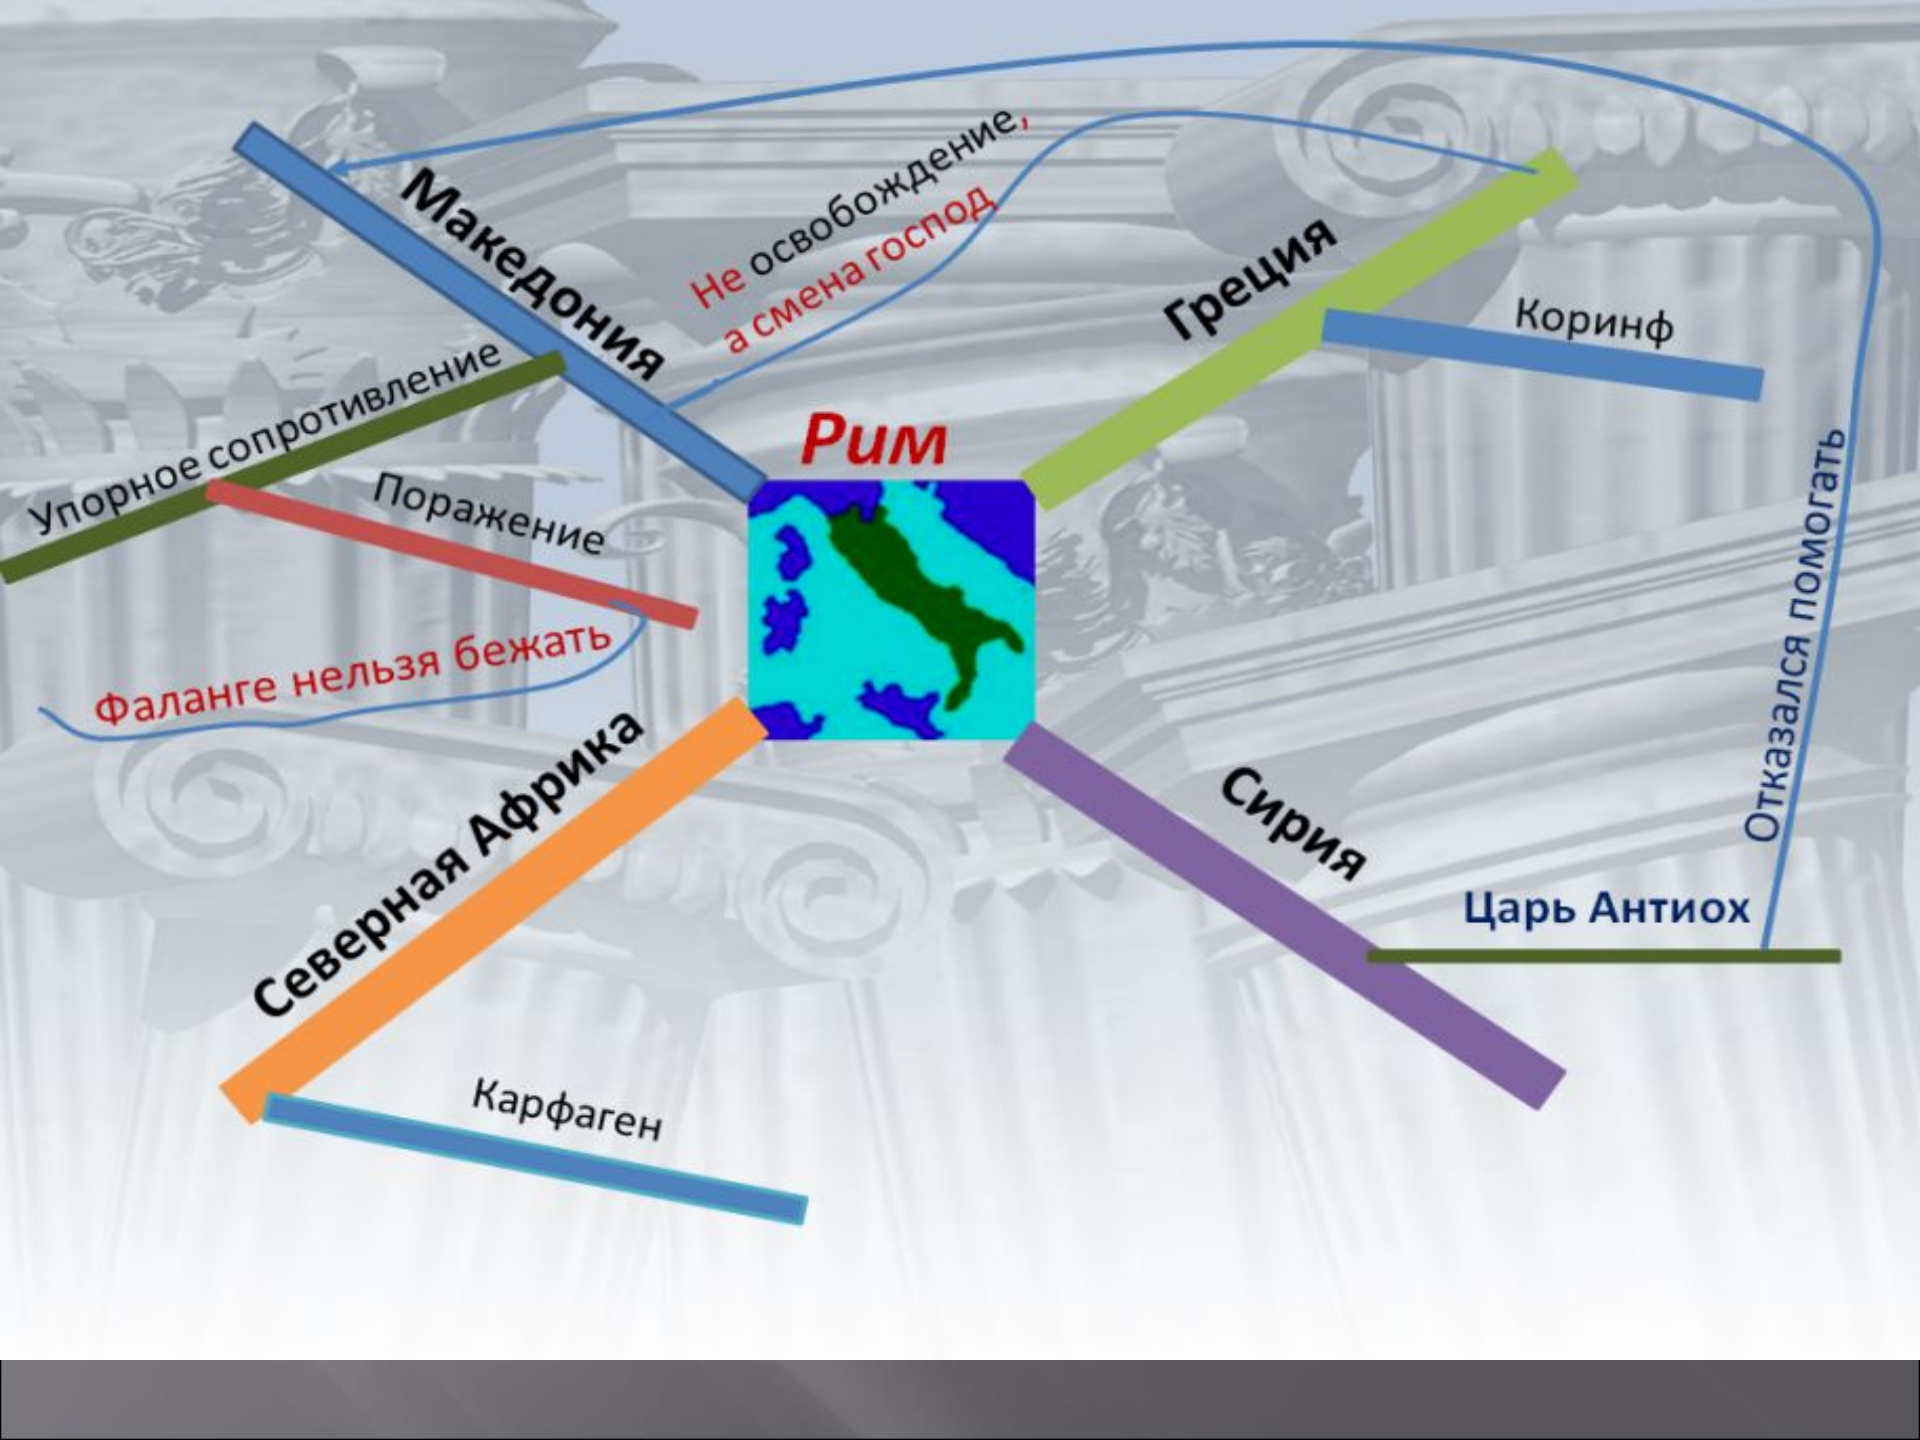 Македония
Не освобождение,
а смена господ
Греция
Коринф
Упорное сопротивление
Поражение
Рим
Фаланге нельзя бежать
Отказался помогать
Северная Африка
Сирия
Царь Антиох
Карфаген